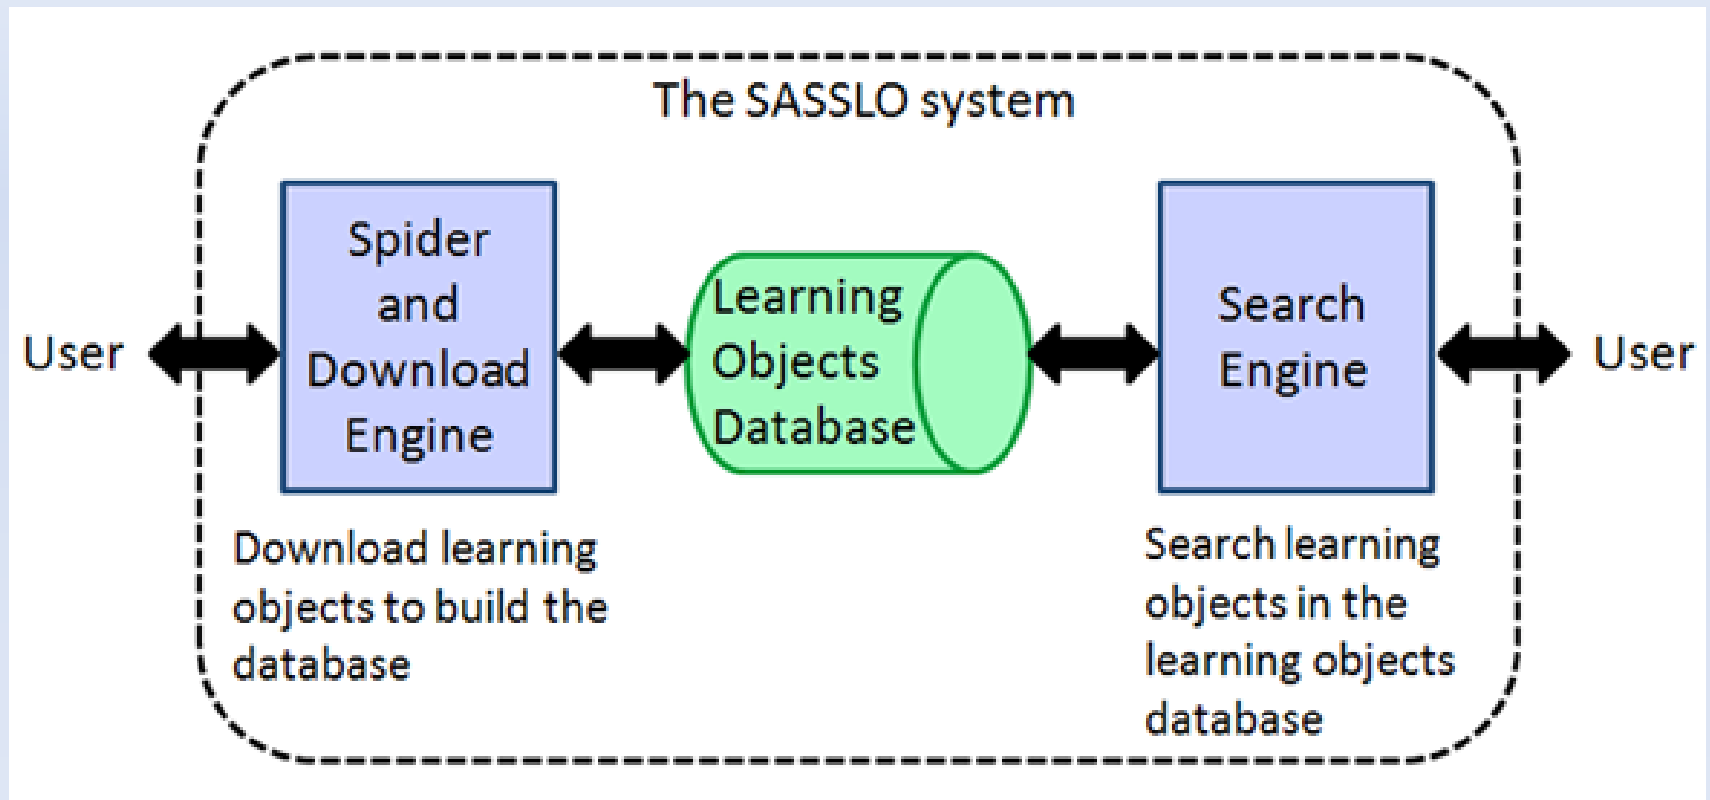 The SASSLO system
User
Spider
and
Download
Engine
Learning
Objects
Database
Search
Engine
User
Download learning
objects to build the
database
Search learning
objects in the
learning objects
database